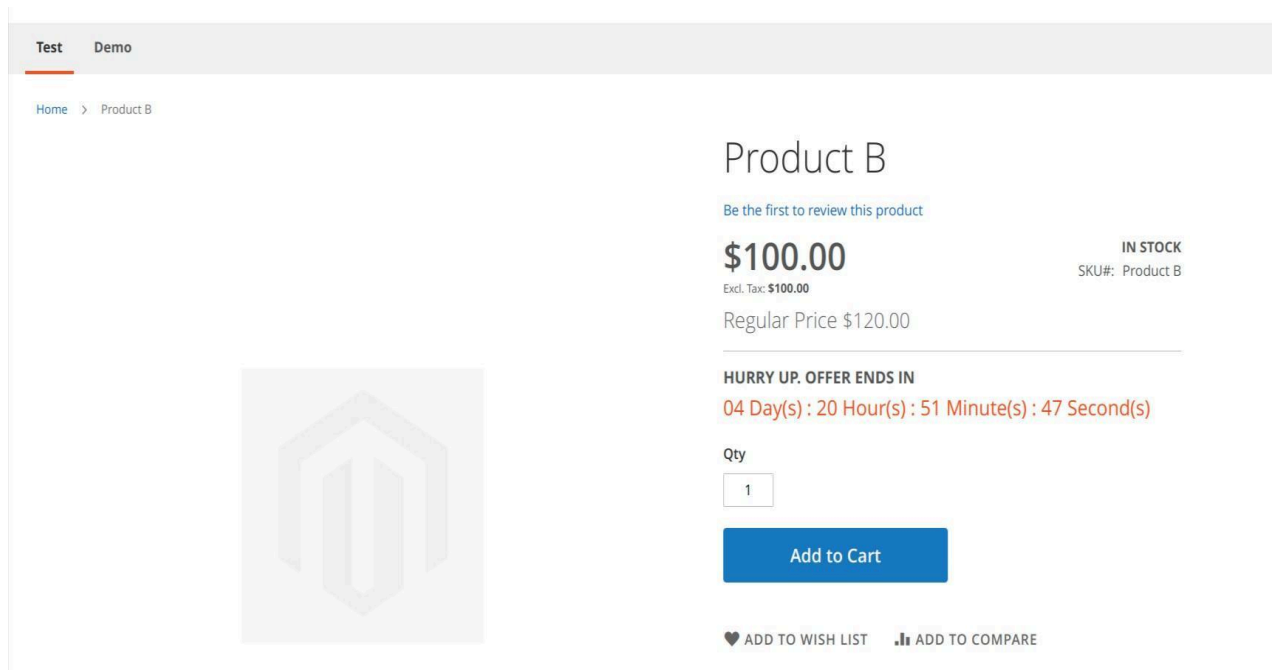 Test Demo
Home > Product B
Product B
Be the first to review this product
$100.00
IN STOCK
SKU#: Product B
Excl. Tax: $100.00
Regular Price $120.00
HURRY UP. OFFER ENDS IN
04 Day(s) : 20 Hour(s) : 51 Minute(s) : 47 Second(s)
Qty
1
Add to Cart
ADD TO WISH LIST ADD TO COMPARE